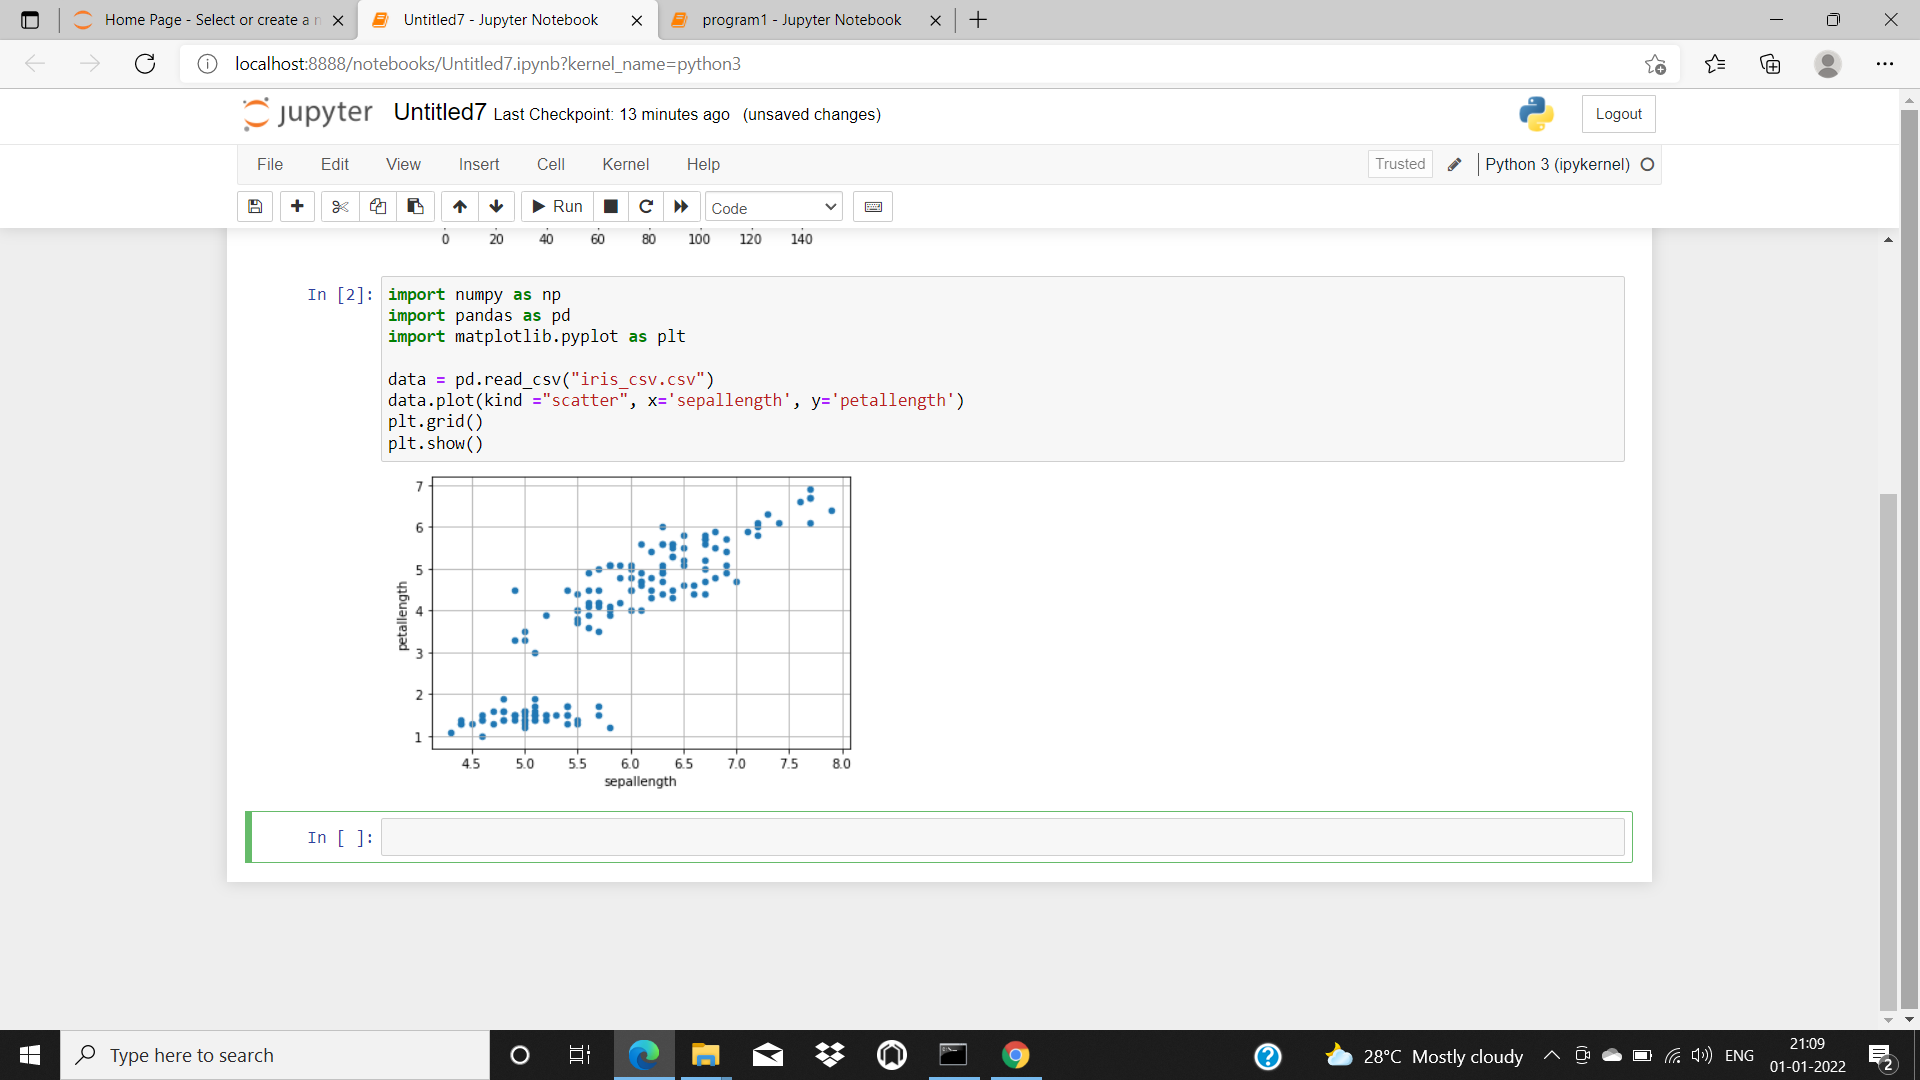 Home Page - Select or create a n
Untitled7 - Jupyter Notebook
program1 - Jupyter Notebook
localhost:8888/notebooks/Untitled7.ipynb?kernel_name=python3
jupyter Untitled7 Last Checkpoint: 13 minutes ago (unsaved changes)
Logout
File Edit View Insert Cell Kernel Help
Trusted Python 3 (ipykernel)
Run Code
0 20 40 60 80 100 120 140
In [2]: import numpy as np
import pandas as pd
import matplotlib.pyplot as plt
data = pd.read_csv("iris_csv.csv")
data.plot(kind ="scatter", x='sepallength', y='petallength')
plt.grid()
plt.show()
7
6
5
4
3
2
1
petallength
4.5 5.0 5.5 6.0 6.5 7.0 7.5 8.0
sepallength
In [ ]:
Type here to search
28°C Mostly cloudy
ENG
21:09
01-01-2022
2